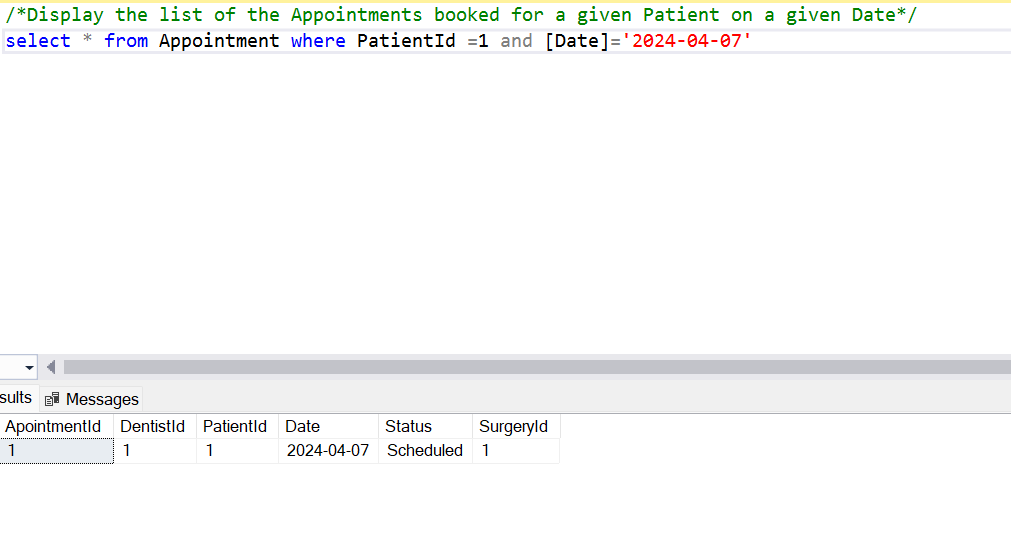 /*Display the list of the Appointments booked for a given Patient on a given Date*/
select * from Appointment where PatientId =1 and [Date]='2024-04-07'
sults Messages
ApointmentId DentistId PatientId Date Status SurgeryId
1 1 1 2024-04-07 Scheduled 1